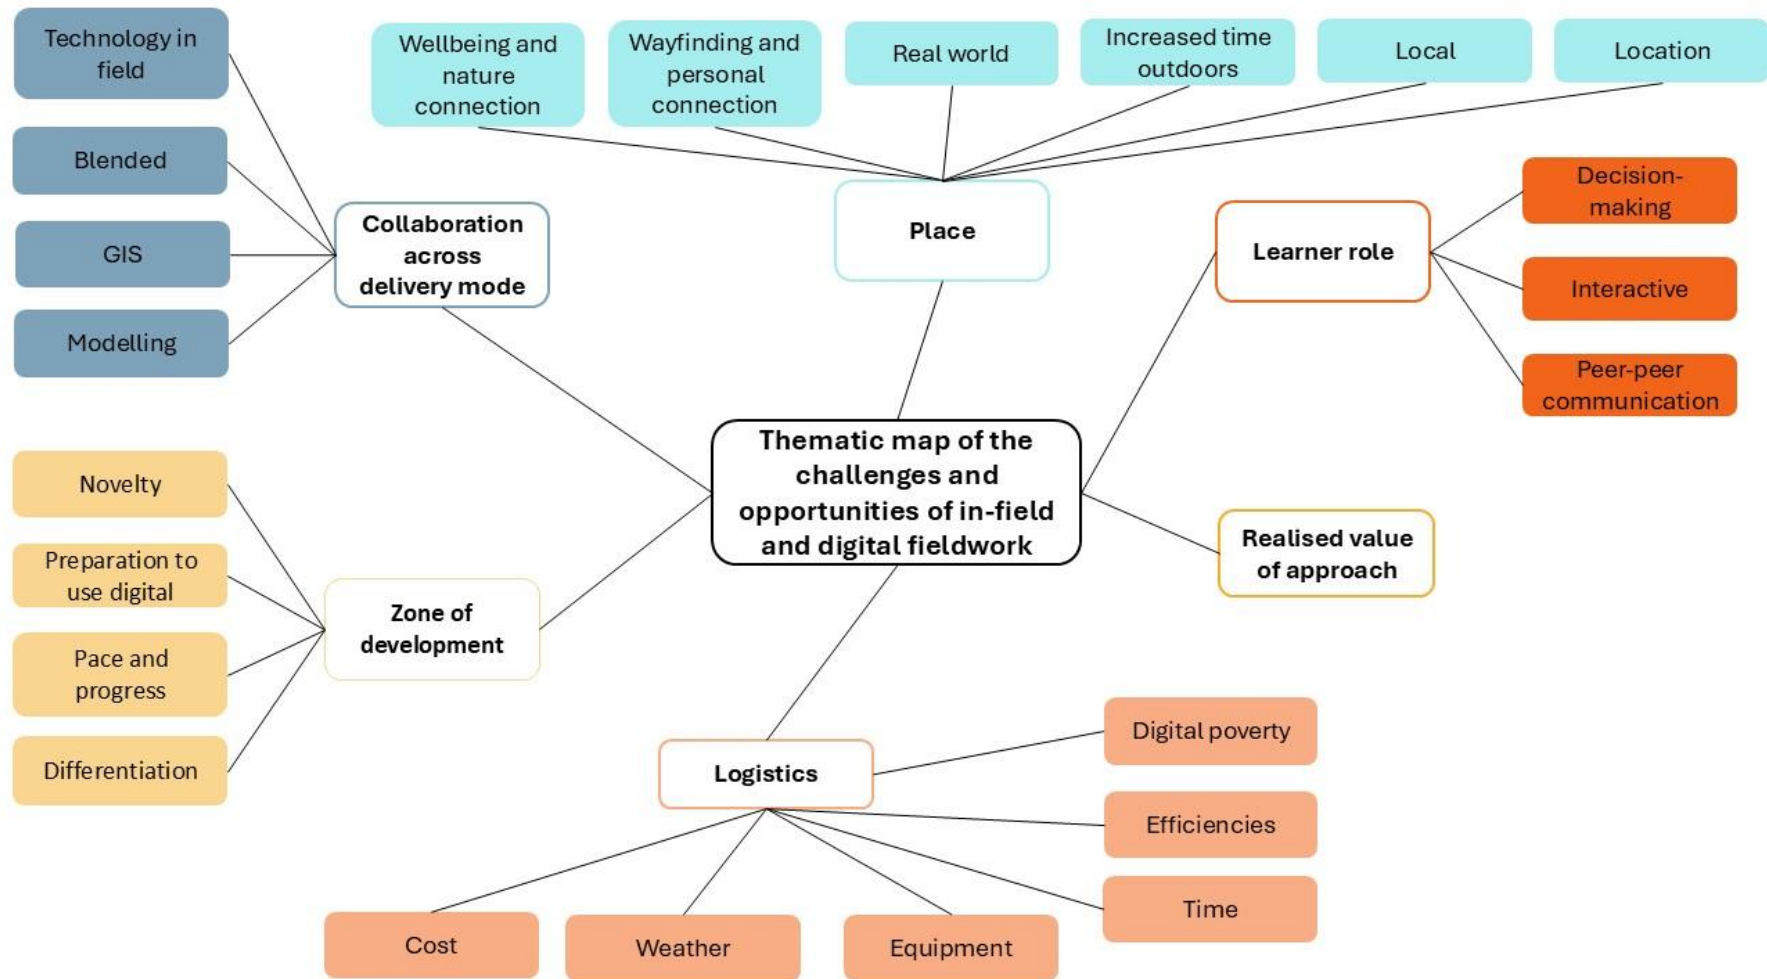 Technology in
field
Wellbeing and
nature
connection
Wayfinding and
personal
connection
Real world
Increased time
outdoors
Local
Location
Blended
GIS
Modelling
Collaboration
across
delivery mode
Place
Learner role
Decision-
making
Interactive
Peer-peer
communication
Thematic map of the
challenges and
opportunities of in-field
and digital fieldwork
Novelty
Preparation to
use digital
Pace and
progress
Differentiation
Zone of
development
Realised value
of approach
Logistics
Digital poverty
Efficiencies
Time
Cost
Weather
Equipment